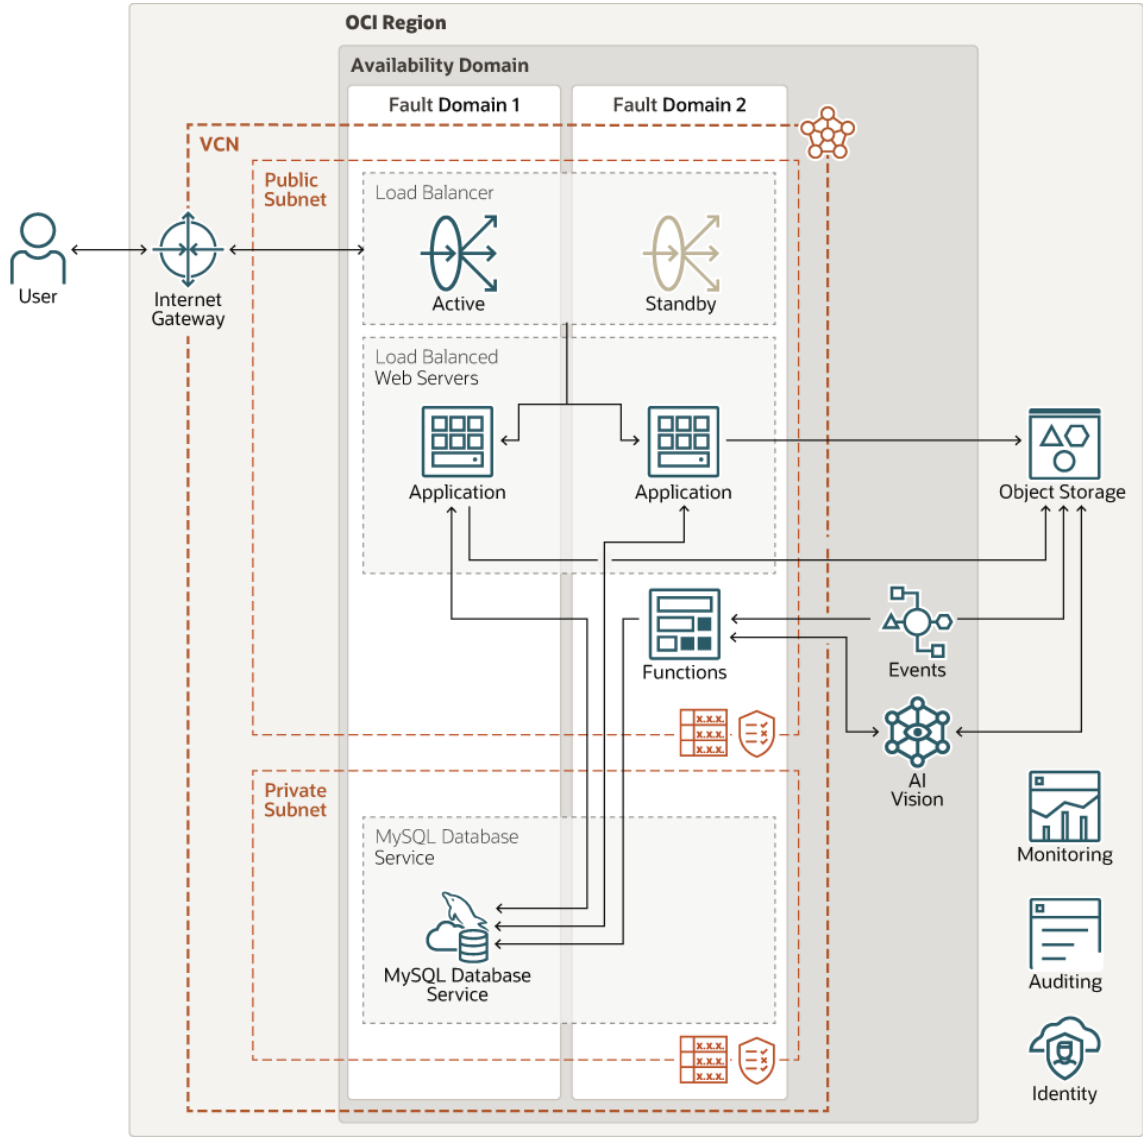 OCI Region
Availability Domain
Fault Domain 1
Fault Domain 2
VCN
Public
Subnet
Load Balancer
Active
Standby
User
Internet
Gateway
Load Balanced
Web Servers
Application
Application
Object Storage
Functions
Events
x.x.x.
x.x.x.
x.x.x.
AI
Vision
Private
Subnet
MySQL Database
Service
Monitoring
MySQL Database
Service
Auditing
x.x.x.
x.x.x.
x.x.x.
Identity